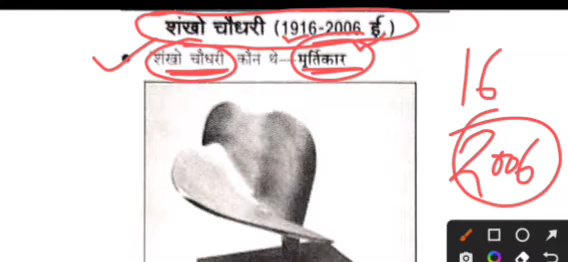 शंखो चौधरी (1916-2006 ई.)
• शंखो चौधरी कौन थे— मूर्तिकार
16
2006